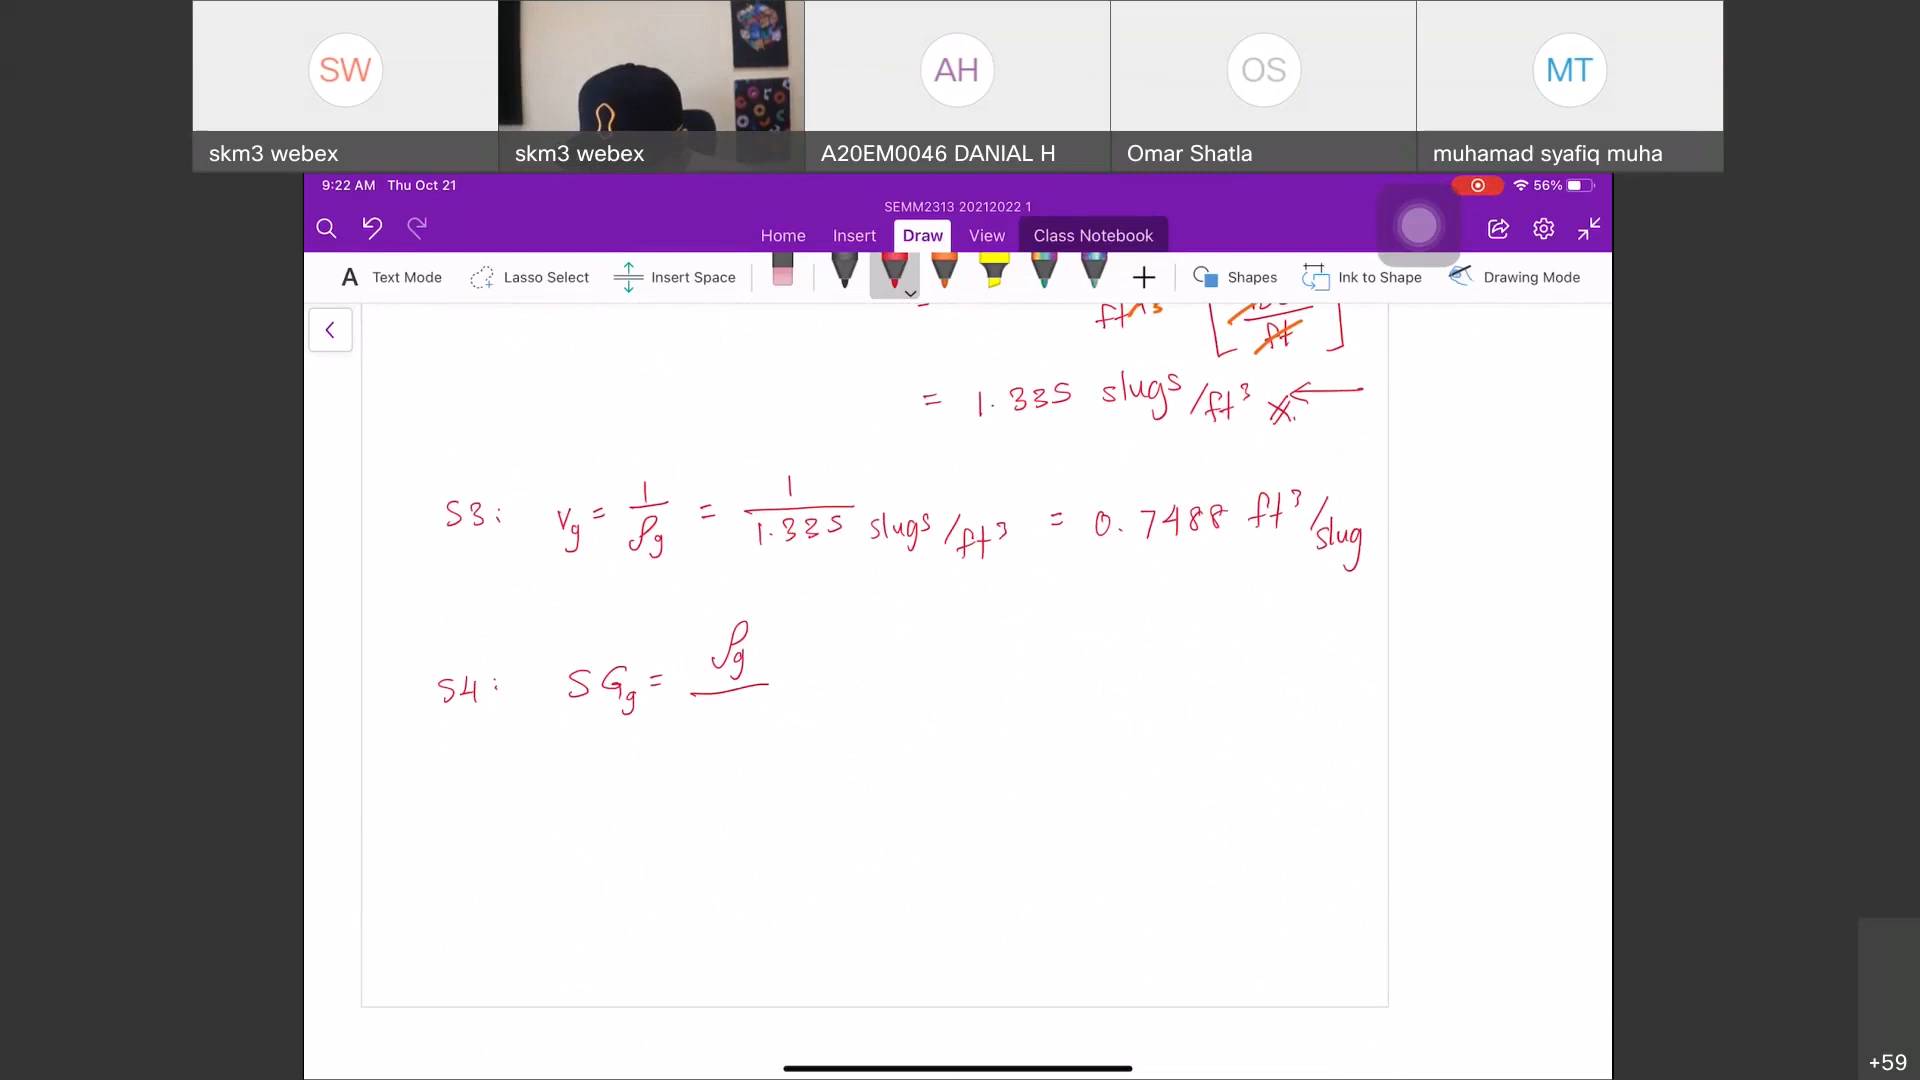 SW
AH
OS
MT
skm3 webex
skm3 webex
A20EM0046 DANIAL H
Omar Shatla
muhamad syafiq muha
9:22 AM Thu Oct 21
56%
SEMM2313 20212022 1
Home Insert Draw View Class Notebook
A Text Mode Lasso Select Insert Space + Shapes Ink to Shape Drawing Mode
ft
= 1.335 slugs/ft³
S3: Vg = 1/ρg = 1/1.335 slugs/ft³ = 0.7488 ft³/slug
S4: SGg = ρg
+59